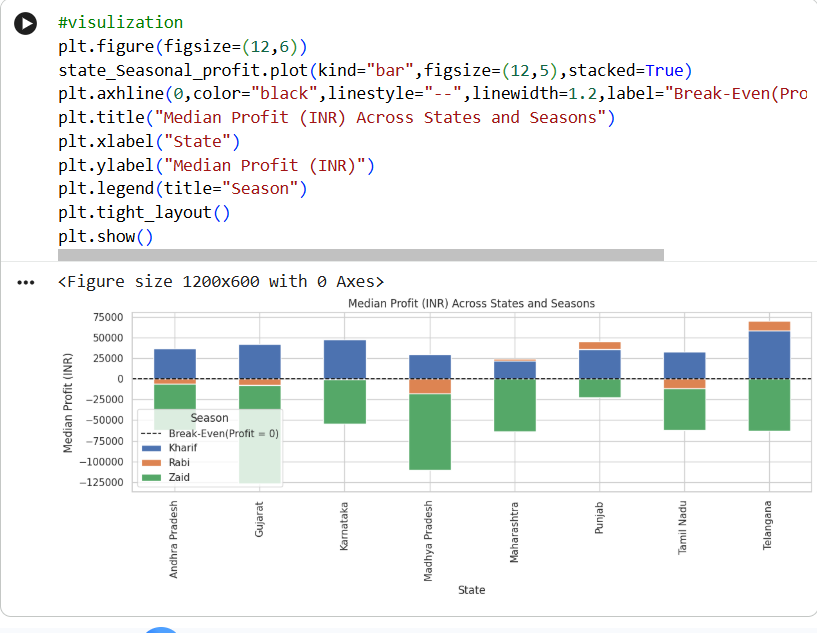 #visulization
plt.figure(figsize=(12,6))
state_Seasonal_profit.plot(kind="bar",figsize=(12,5),stacked=True)
plt.axhline(0,color="black",linestyle="--",linewidth=1.2,label="Break-Even(Pro
plt.title("Median Profit (INR) Across States and Seasons")
plt.xlabel("State")
plt.ylabel("Median Profit (INR)")
plt.legend(title="Season")
plt.tight_layout()
plt.show()
<Figure size 1200x600 with 0 Axes>
Median Profit (INR) Across States and Seasons
Median Profit (INR)
75000
50000
25000
0
−25000
−50000
−75000
−100000
−125000
Season
Break-Even(Profit = 0)
Kharif
Rabi
Zaid
Andhra Pradesh
Gujarat
Karnataka
Madhya Pradesh
Maharashtra
Punjab
Tamil Nadu
Telangana
State